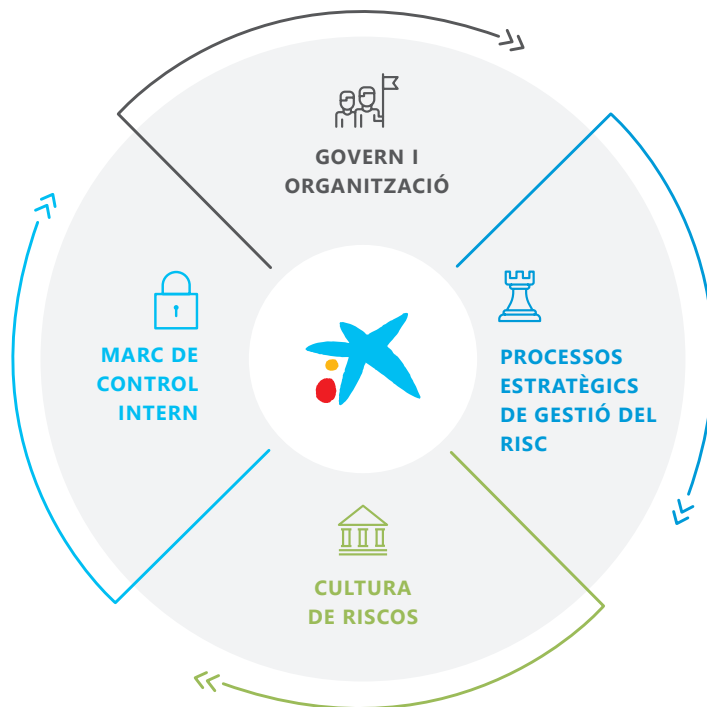 GOVERN I
ORGANITZACIÓ
PROCESSOS
ESTRATÈGICS
DE GESTIÓ DEL
RISC
CULTURA
DE RISCOS
MARC DE
CONTROL
INTERN